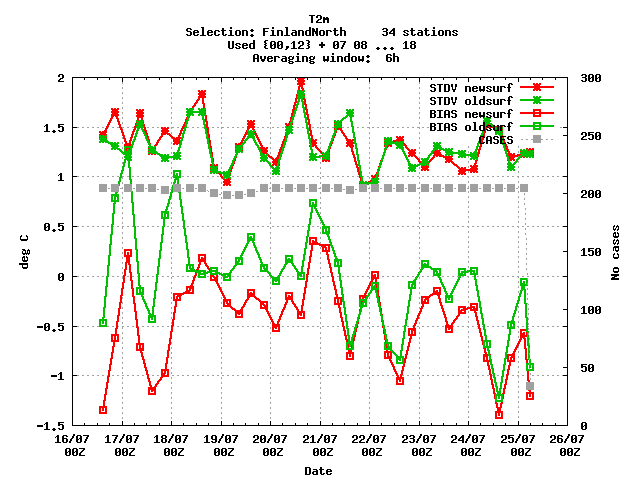 T2m
Selection: FinlandNorth     34 stations
Used {00,12} + 07 08 ... 18
Averaging window:  6h
STDV newsurf
STDV oldsurf
BIAS newsurf
BIAS oldsurf
CASES
2
1.5
1
0.5
0
-0.5
-1
-1.5
deg C
300
250
200
150
100
50
0
No cases
16/07 17/07 18/07 19/07 20/07 21/07 22/07 23/07 24/07 25/07 26/07
00Z 00Z 00Z 00Z 00Z 00Z 00Z 00Z 00Z 00Z 00Z
Date